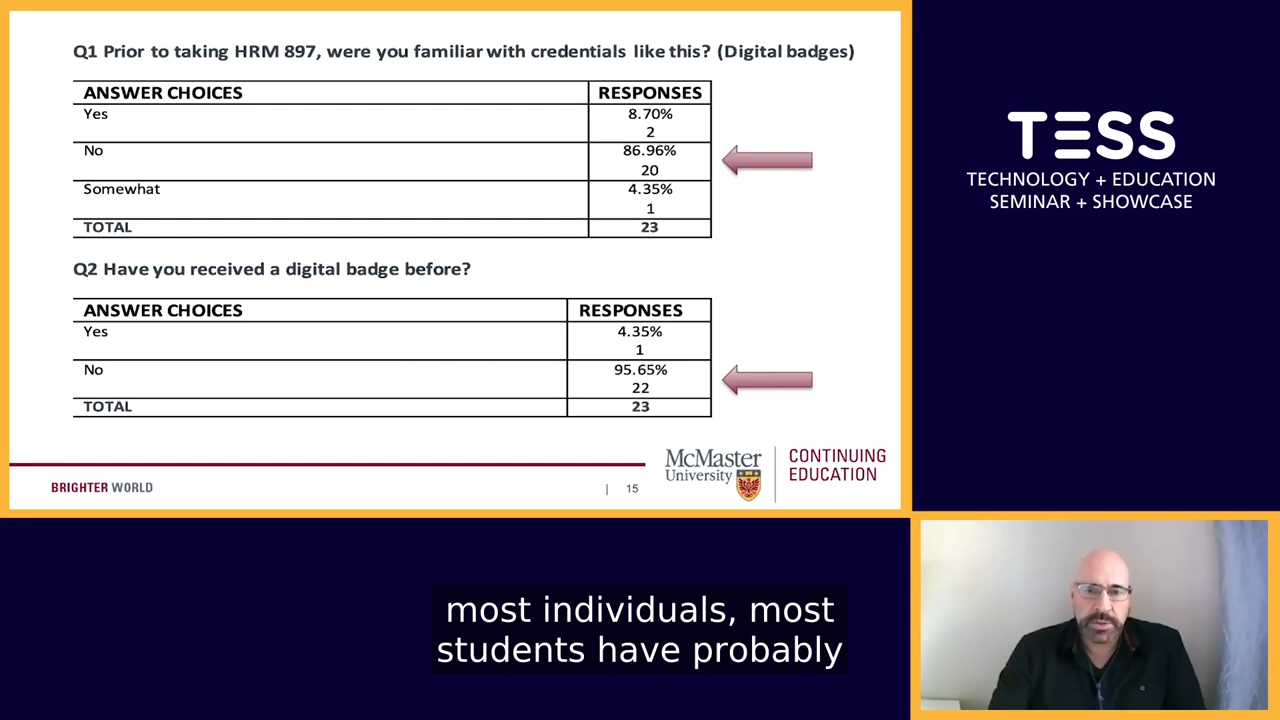 Q1 Prior to taking HRM 897, were you familiar with credentials like this? (Digital badges)
ANSWER CHOICES RESPONSES
Yes 8.70%
2
No 86.96%
20
Somewhat 4.35%
1
TOTAL 23
Q2 Have you received a digital badge before?
ANSWER CHOICES RESPONSES
Yes 4.35%
1
No 95.65%
22
TOTAL 23
BRIGHTER WORLD
| 15
McMaster
University
CONTINUING
EDUCATION
TESS
TECHNOLOGY + EDUCATION
SEMINAR + SHOWCASE
most individuals, most
students have probably